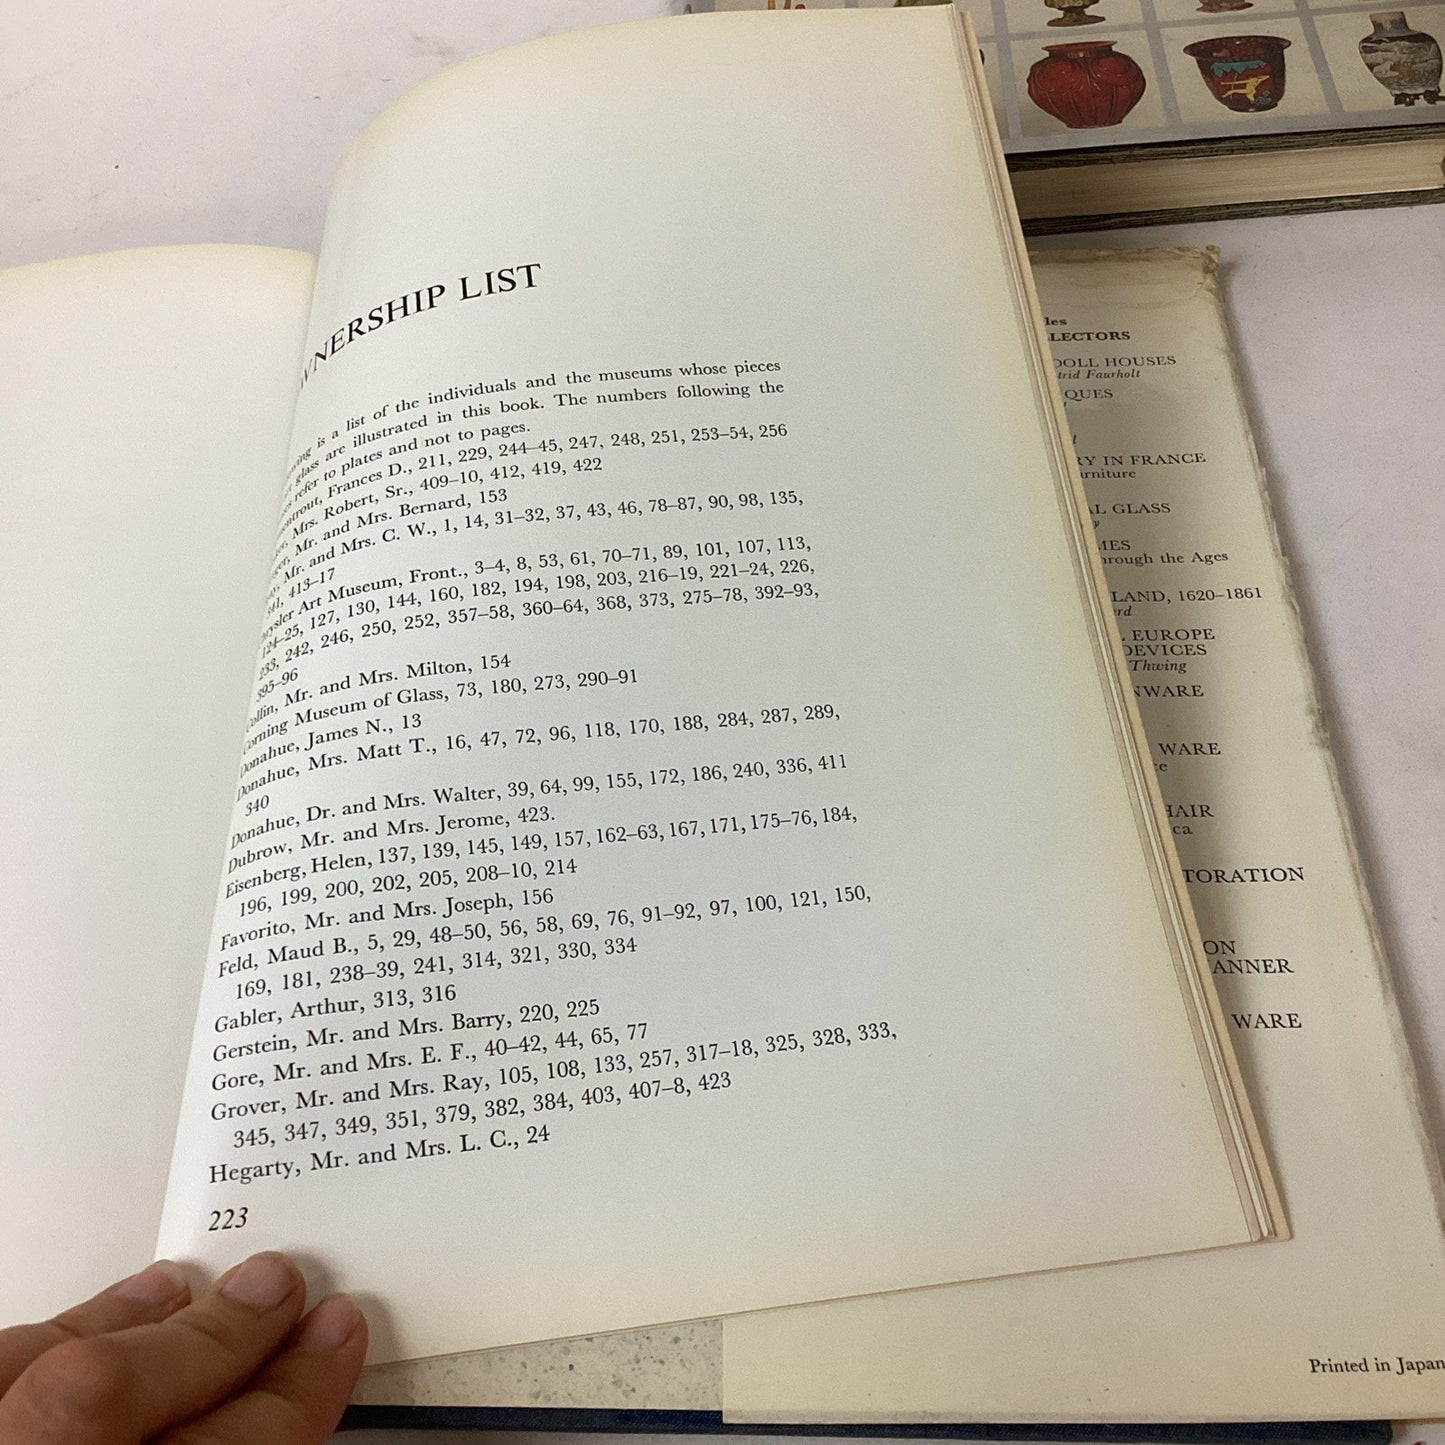 OWNERSHIP LIST
is a list of the individuals and the museums whose pieces
glass are illustrated in this book. The numbers following the
refer to plates and not to pages.
Frances D., 211, 229, 244–45, 247, 248, 251, 253–54, 256
Mrs. Robert, Sr., 409–10, 412, 419, 422
Mr. and Mrs. Bernard, 153
Mr. and Mrs. C. W., 1, 14, 31–32, 37, 43, 46, 78–87, 90, 98, 135,
341, 413–17
Chrysler Art Museum, Front., 3–4, 8, 53, 61, 70–71, 89, 101, 107, 113,
124–25, 127, 130, 144, 160, 182, 194, 198, 203, 216–19, 221–24, 226,
233, 242, 246, 250, 252, 357–58, 360–64, 368, 373, 275–78, 392–93,
395–96
Collin, Mr. and Mrs. Milton, 154
Corning Museum of Glass, 73, 180, 273, 290–91
Donahue, James N., 13
Donahue, Mrs. Matt T., 16, 47, 72, 96, 118, 170, 188, 284, 287, 289,
340
Donahue, Dr. and Mrs. Walter, 39, 64, 99, 155, 172, 186, 240, 336, 411
Dubrow, Mr. and Mrs. Jerome, 423.
Eisenberg, Helen, 137, 139, 145, 149, 157, 162–63, 167, 171, 175–76, 184,
196, 199, 200, 202, 205, 208–10, 214
Favorito, Mr. and Mrs. Joseph, 156
Feld, Maud B., 5, 29, 48–50, 56, 58, 69, 76, 91–92, 97, 100, 121, 150,
169, 181, 238–39, 241, 314, 321, 330, 334
Gabler, Arthur, 313, 316
Gerstein, Mr. and Mrs. Barry, 220, 225
Gore, Mr. and Mrs. E. F., 40–42, 44, 65, 77
Grover, Mr. and Mrs. Ray, 105, 108, 133, 257, 317–18, 325, 328, 333,
345, 347, 349, 351, 379, 382, 384, 403, 407–8, 423
Hegarty, Mr. and Mrs. L. C., 24
223
les
LECTORS
DOLL HOUSES
trid Faurholt
QUES
RY IN FRANCE
urniture
AL GLASS
y
MES
hrough the Ages
LAND, 1620–1861
ord
L EUROPE
DEVICES
Thwing
NWARE
WARE
ce
HAIR
ca
TORATION
ON
ANNER
WARE
Printed in Japan